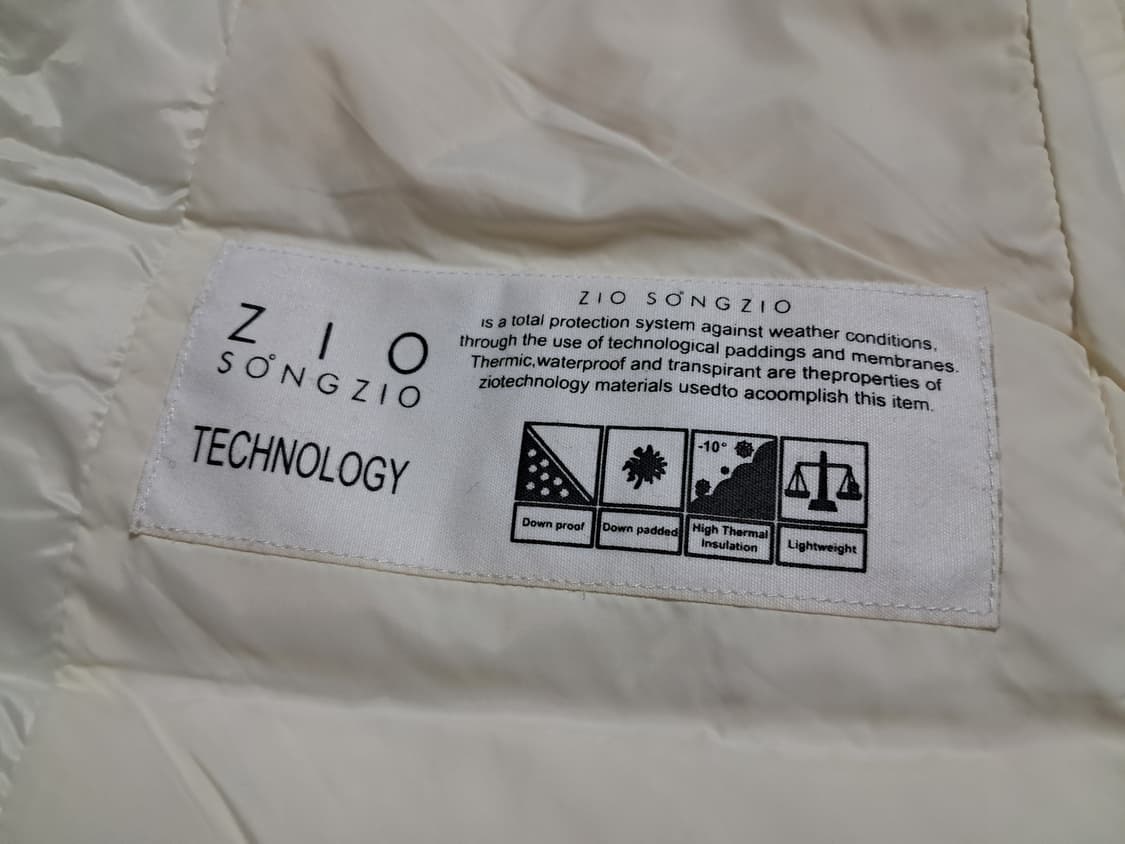 Z I O
SONGZIO
TECHNOLOGY
ZIO SONGZIO
is a total protection system against weather conditions,
through the use of technological paddings and membranes.
Thermic,waterproof and transpirant are theproperties of
ziotechnology materials usedto acoomplish this item.
-10°
Down proof
Down padded
High Thermal
Insulation
Lightweight